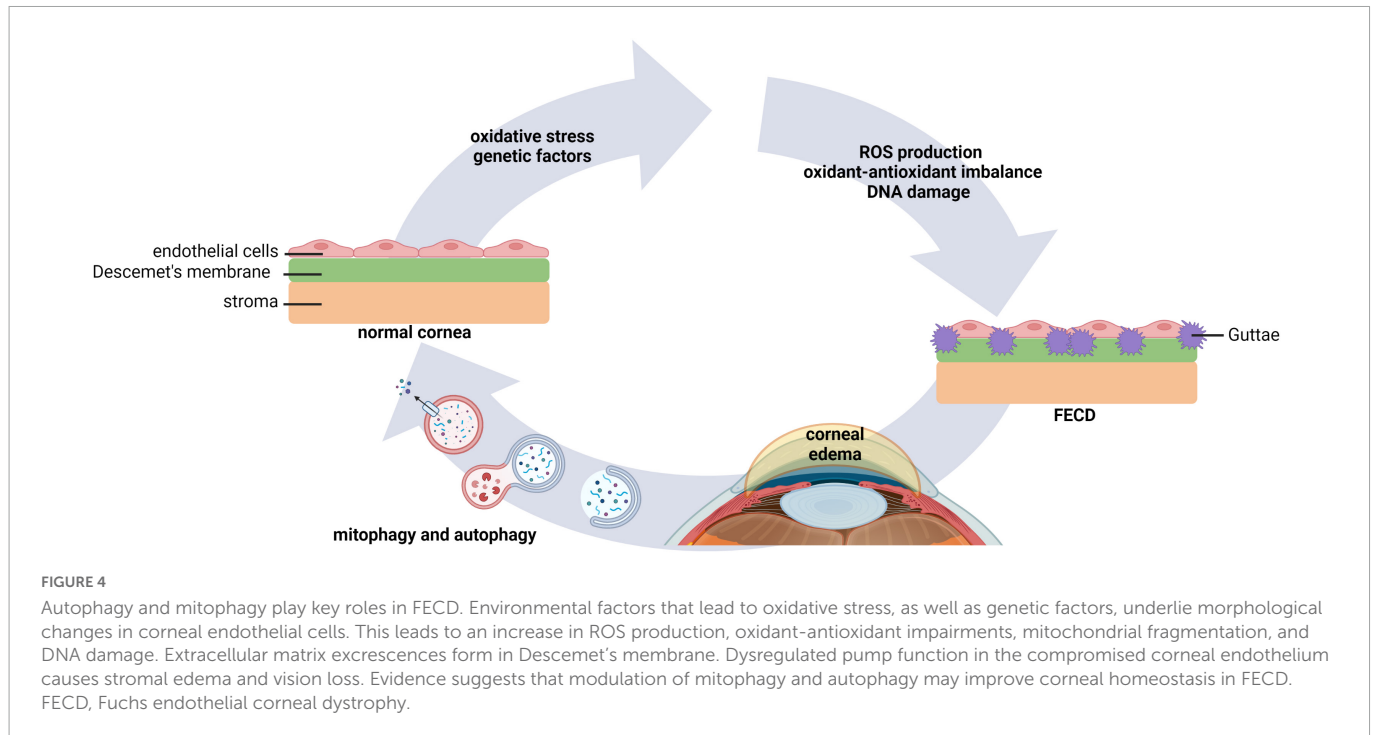 oxidative stress
genetic factors
ROS production
oxidant-antioxidant imbalance
DNA damage
endothelial cells
Descemet's membrane
stroma
normal cornea
Guttae
FECD
corneal
edema
mitophagy and autophagy
FIGURE 4
Autophagy and mitophagy play key roles in FECD. Environmental factors that lead to oxidative stress, as well as genetic factors, underlie morphological
changes in corneal endothelial cells. This leads to an increase in ROS production, oxidant-antioxidant impairments, mitochondrial fragmentation, and
DNA damage. Extracellular matrix excrescences form in Descemet’s membrane. Dysregulated pump function in the compromised corneal endothelium
causes stromal edema and vision loss. Evidence suggests that modulation of mitophagy and autophagy may improve corneal homeostasis in FECD.
FECD, Fuchs endothelial corneal dystrophy.